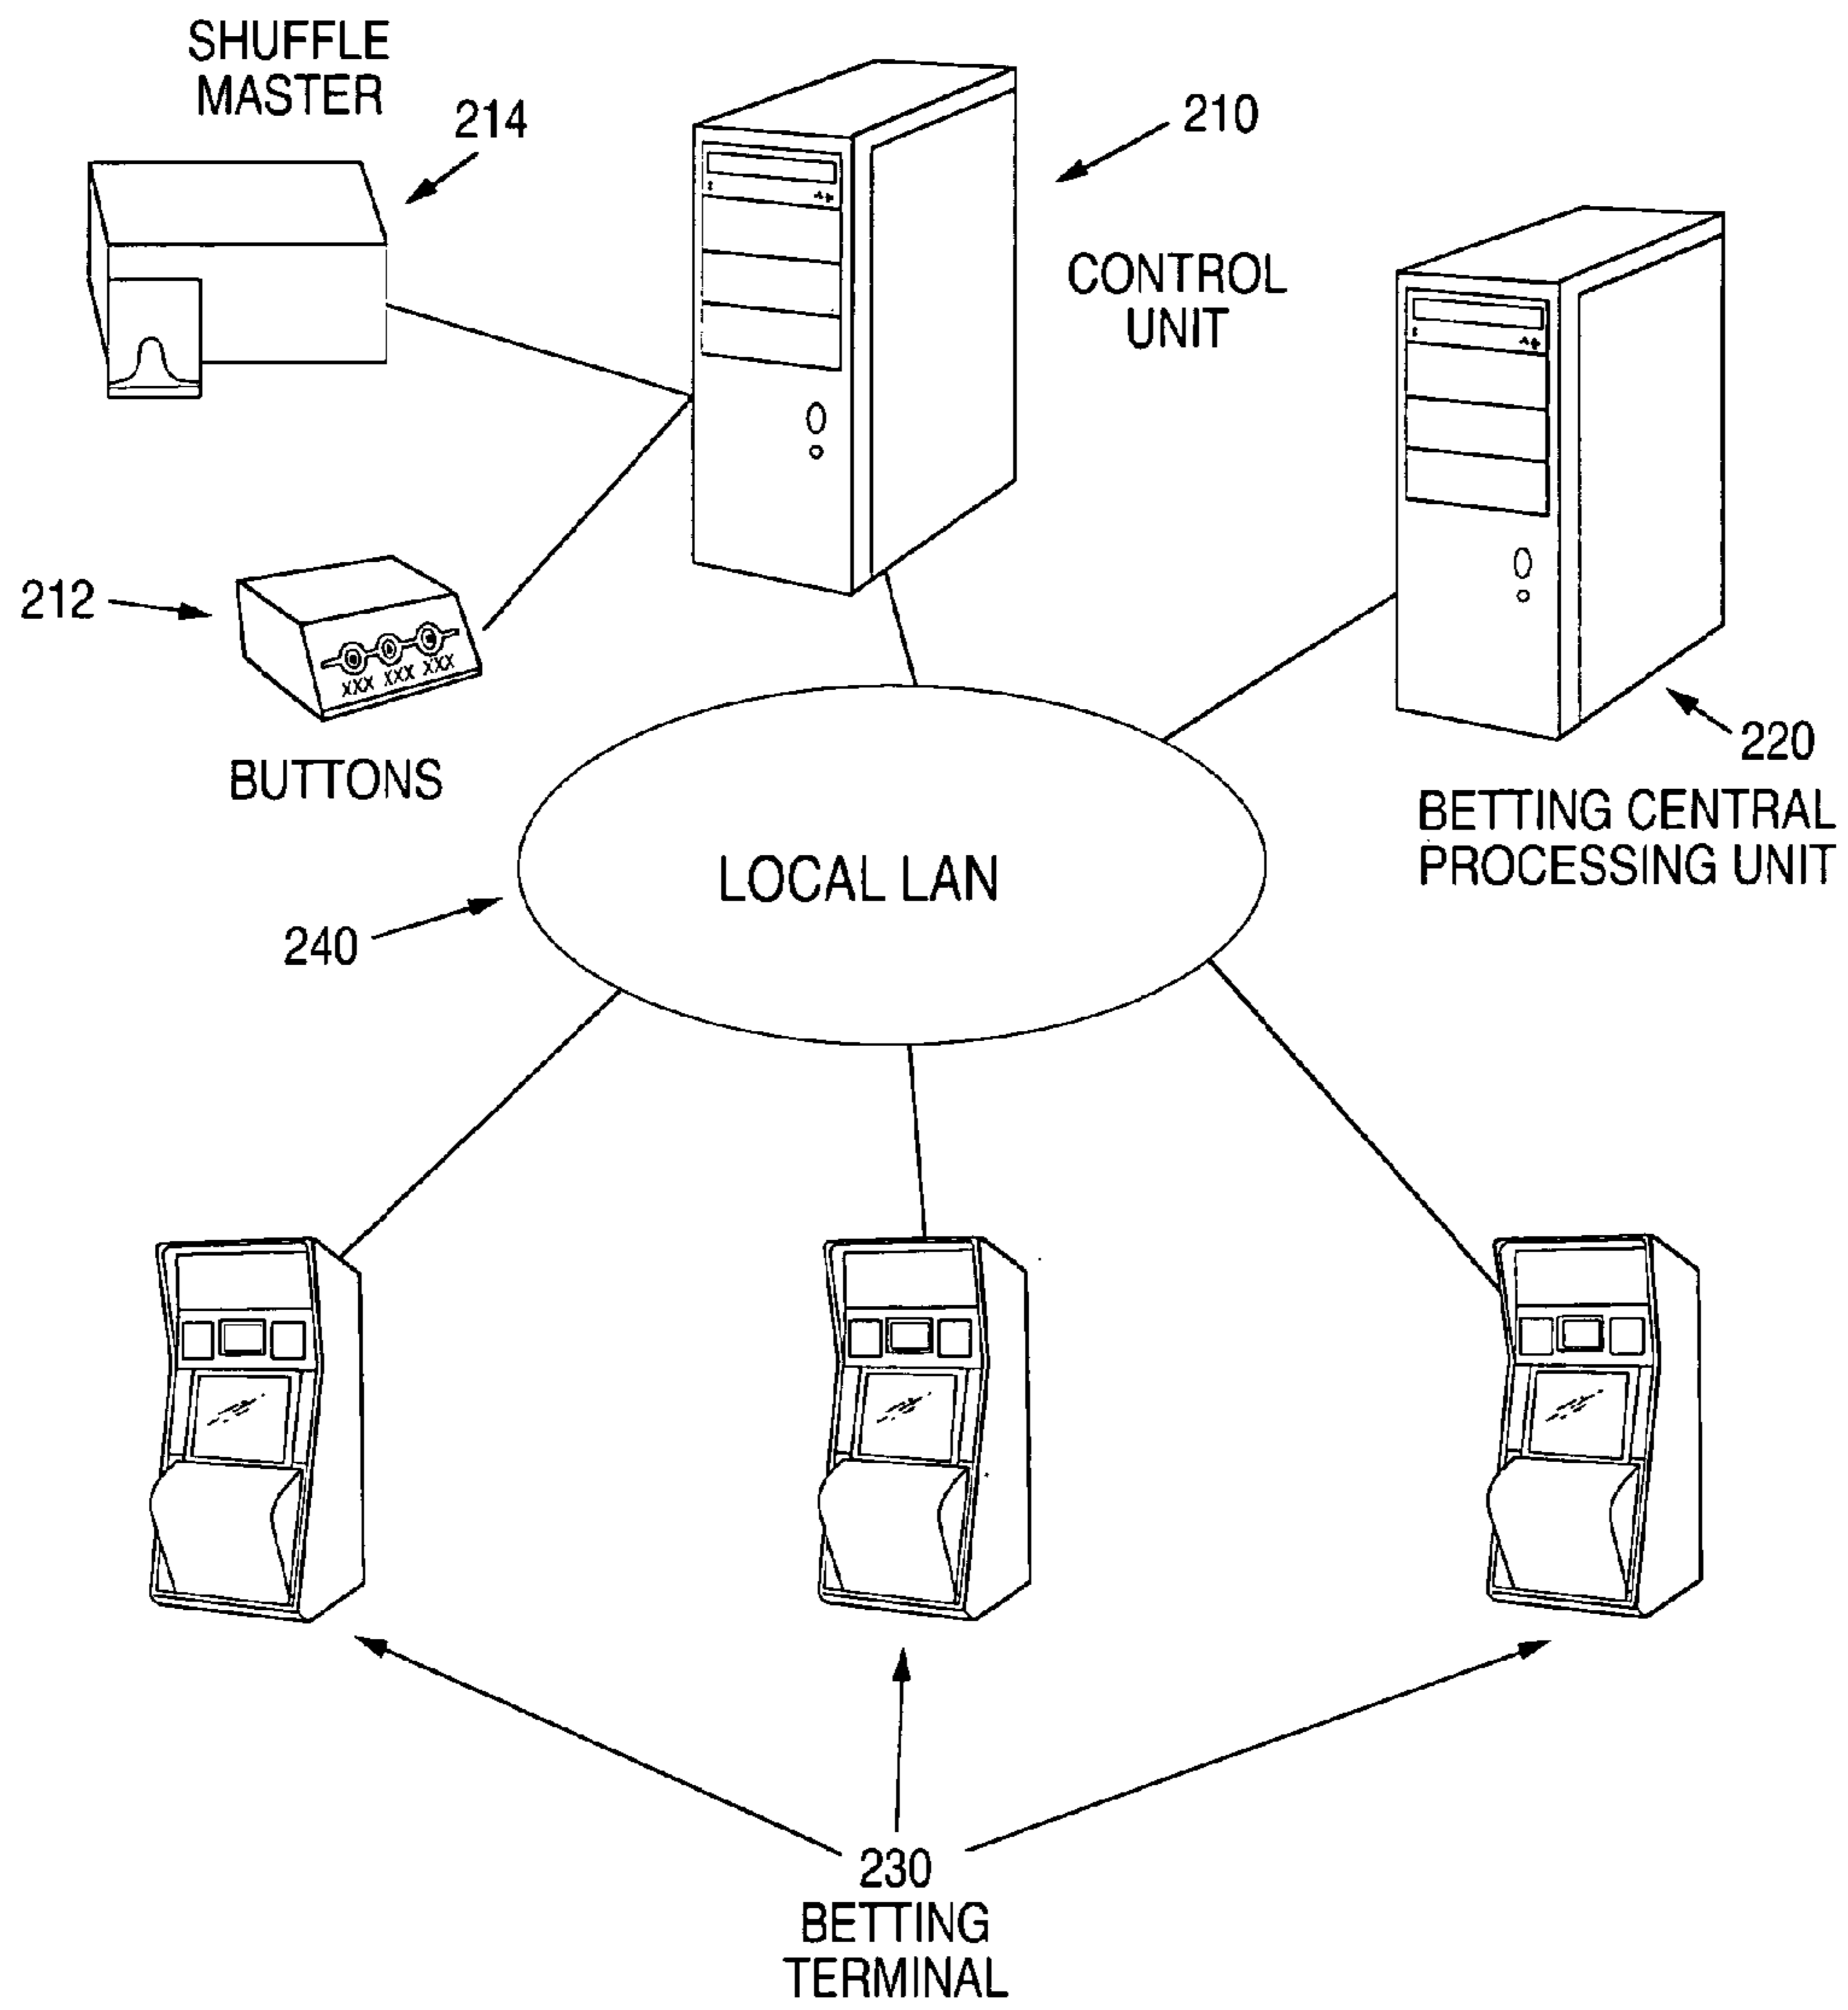 SHUFFLE
MASTER
214
210
CONTROL
UNIT
212
XXX XXX XXX
BUTTONS
220
BETTING CENTRAL
PROCESSING UNIT
LOCAL LAN
240
230
BETTING
TERMINAL